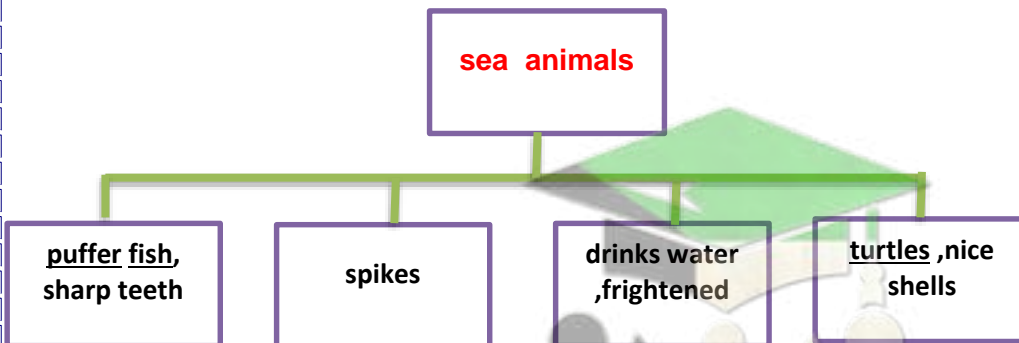 sea animals
puffer fish,
sharp teeth
spikes
drinks water
,frightened
turtles ,nice
shells